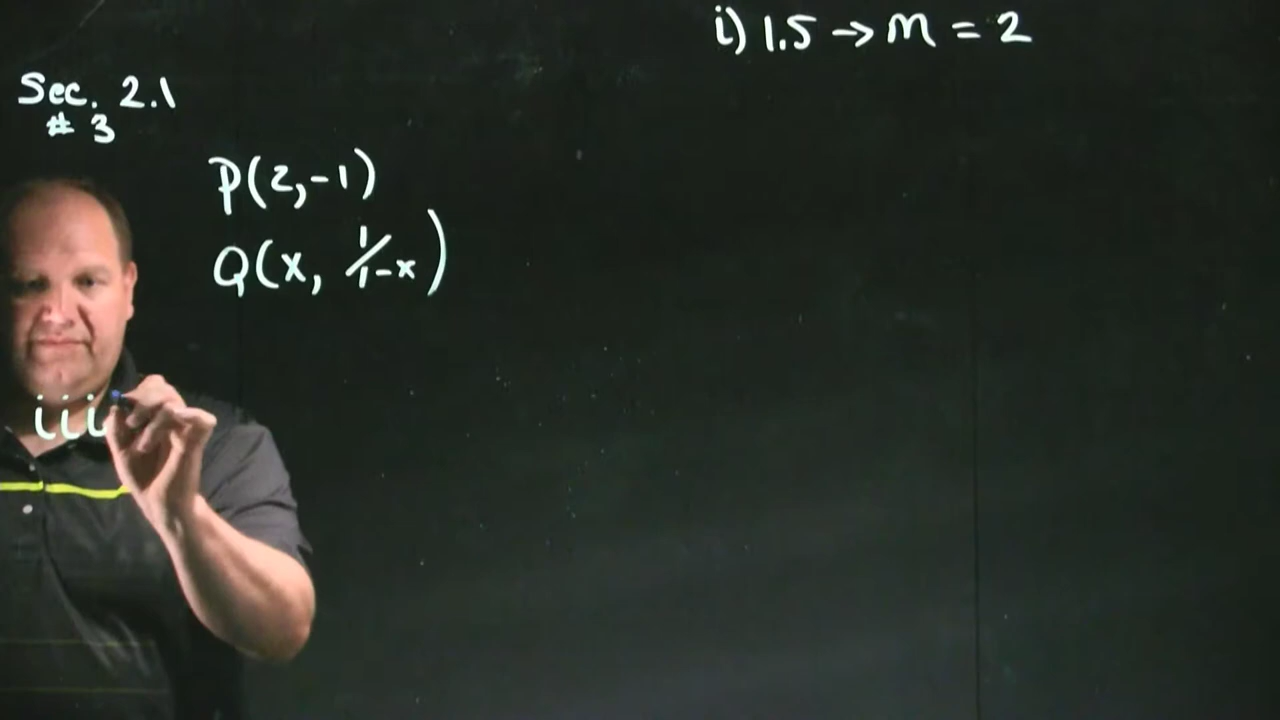 i) 1.5 → m = 2
Sec. 2.1
# 3
P(2,-1)
Q(x, 1/1-x)
iii